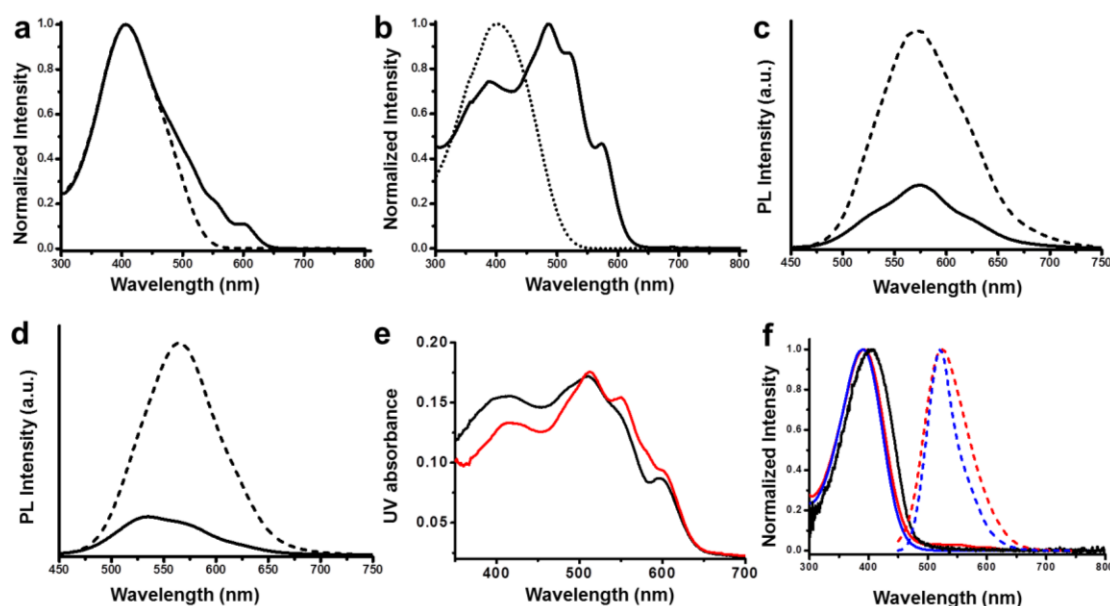 a
Normalized Intensity
1.0
0.8
0.6
0.4
0.2
0.0
300 400 500 600 700 800
Wavelength (nm)
b
Normalized Intensity
1.0
0.8
0.6
0.4
0.2
0.0
300 400 500 600 700 800
Wavelength (nm)
c
PL Intensity (a.u.)
450 500 550 600 650 700 750
Wavelength (nm)
d
PL Intensity (a.u.)
450 500 550 600 650 700 750
Wavelength (nm)
e
UV absorbance
0.20
0.15
0.10
0.05
400 500 600 700
Wavelength (nm)
f
Normalized Intensity
1.0
0.8
0.6
0.4
0.2
0.0
300 400 500 600 700 800
Wavelength (nm)